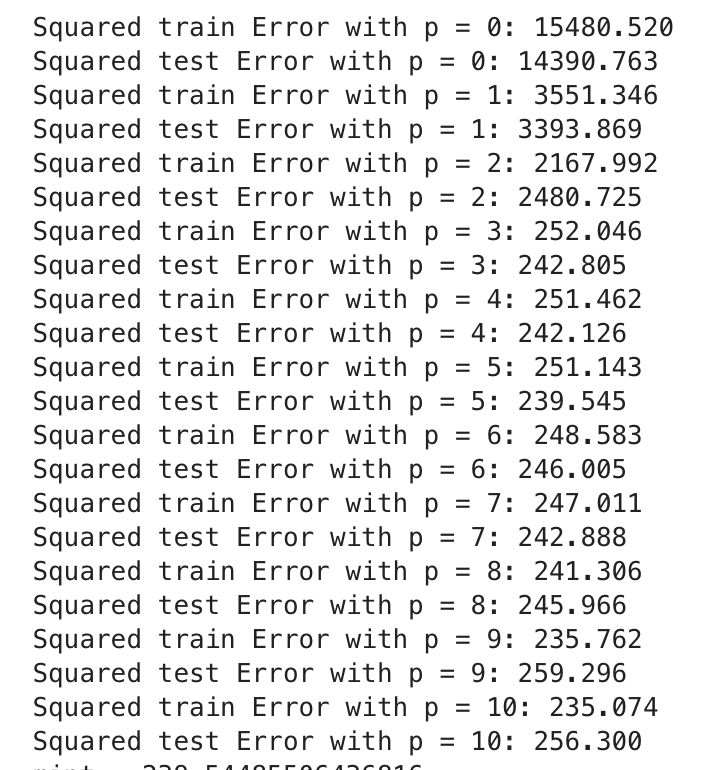 Squared train Error with p = 0: 15480.520
Squared test Error with p = 0: 14390.763
Squared train Error with p = 1: 3551.346
Squared test Error with p = 1: 3393.869
Squared train Error with p = 2: 2167.992
Squared test Error with p = 2: 2480.725
Squared train Error with p = 3: 252.046
Squared test Error with p = 3: 242.805
Squared train Error with p = 4: 251.462
Squared test Error with p = 4: 242.126
Squared train Error with p = 5: 251.143
Squared test Error with p = 5: 239.545
Squared train Error with p = 6: 248.583
Squared test Error with p = 6: 246.005
Squared train Error with p = 7: 247.011
Squared test Error with p = 7: 242.888
Squared train Error with p = 8: 241.306
Squared test Error with p = 8: 245.966
Squared train Error with p = 9: 235.762
Squared test Error with p = 9: 259.296
Squared train Error with p = 10: 235.074
Squared test Error with p = 10: 256.300